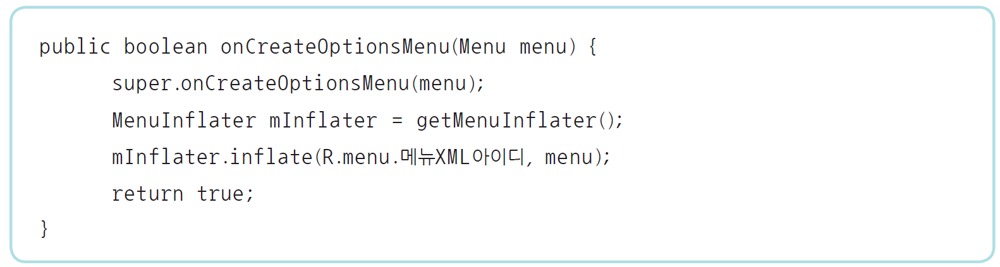 public boolean onCreateOptionsMenu(Menu menu) {
super.onCreateOptionsMenu(menu);
MenuInflater mInflater = getMenuInflater();
mInflater.inflate(R.menu.메뉴XML아이디, menu);
return true;
}